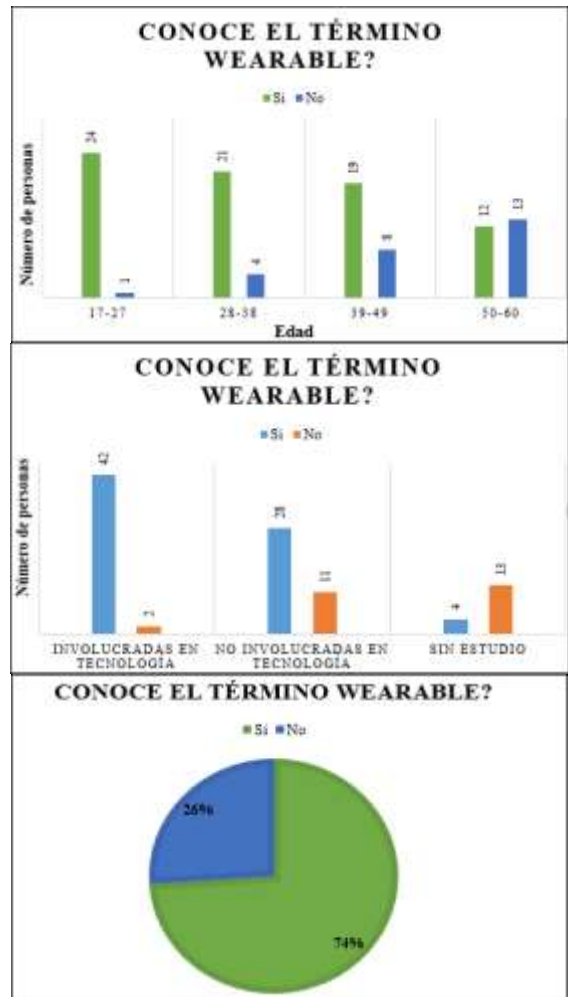 CONOCE EL TÉRMINO
WEARABLE?
Si No
Número de personas
24
1
21
4
19
8
12
13
17-27
28-38
39-49
50-60
Edad
CONOCE EL TÉRMINO
WEARABLE?
Si No
Número de personas
42
2
28
11
4
13
INVOLUCRADAS EN
TECNOLOGÍA
NO INVOLUCRADAS EN
TECNOLOGÍA
SIN ESTUDIO
CONOCE EL TÉRMINO WEARABLE?
Si No
26%
74%